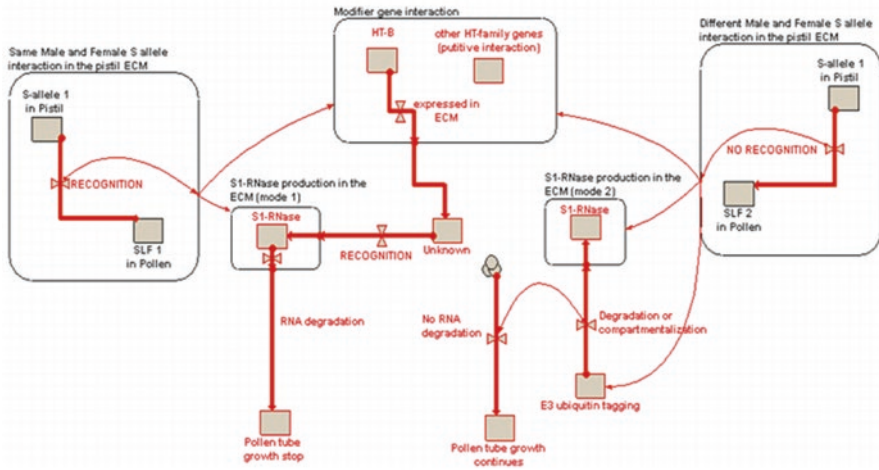 Modifier gene interaction
HT-B
other HT-family genes
(putitive interaction)
expressed in
ECM
Same Male and Female S allele
interaction in the pistil ECM
S-allele 1
in Pistil
RECOGNITION
SLF 1
in Pollen
Different Male and Female S allele
interaction in the pistil ECM
S-allele 1
in Pistil
NO RECOGNITION
SLF 2
in Pollen
S1-RNase production in the
ECM (mode 1)
S1-RNase
RECOGNITION
Unknown
RNA degradation
Pollen tube
growth stop
S1-RNase production in the
ECM (mode 2)
S1-RNase
No RNA
degradation
Degradation or
compartmentalization
E3 ubiquitin tagging
Pollen tube growth
continues